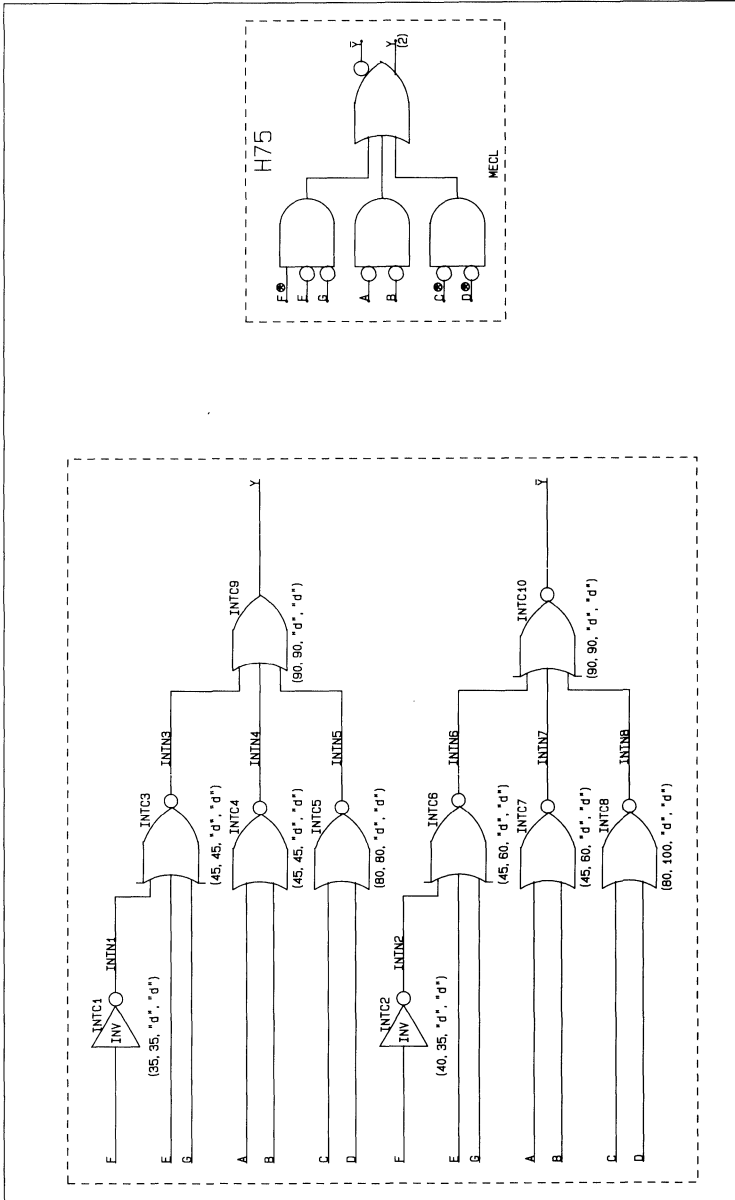 H75
Y̅
Y
(2)
F⊗
E
G
A
B
C⊗
D⊗
MECL
F
INTC1
INV
(35, 35, "d", "d")
INTN1
E
G
INTC3
(45, 45, "d", "d")
INTN3
A
B
INTC4
(45, 45, "d", "d")
INTN4
C
D
INTC5
(80, 80, "d", "d")
INTN5
INTC9
(90, 90, "d", "d")
Y
F
INTC2
INV
(40, 35, "d", "d")
INTN2
E
G
INTC6
(45, 60, "d", "d")
INTN6
A
B
INTC7
(45, 60, "d", "d")
INTN7
C
D
INTC8
(80, 100, "d", "d")
INTN8
INTC10
(90, 90, "d", "d")
Y̅